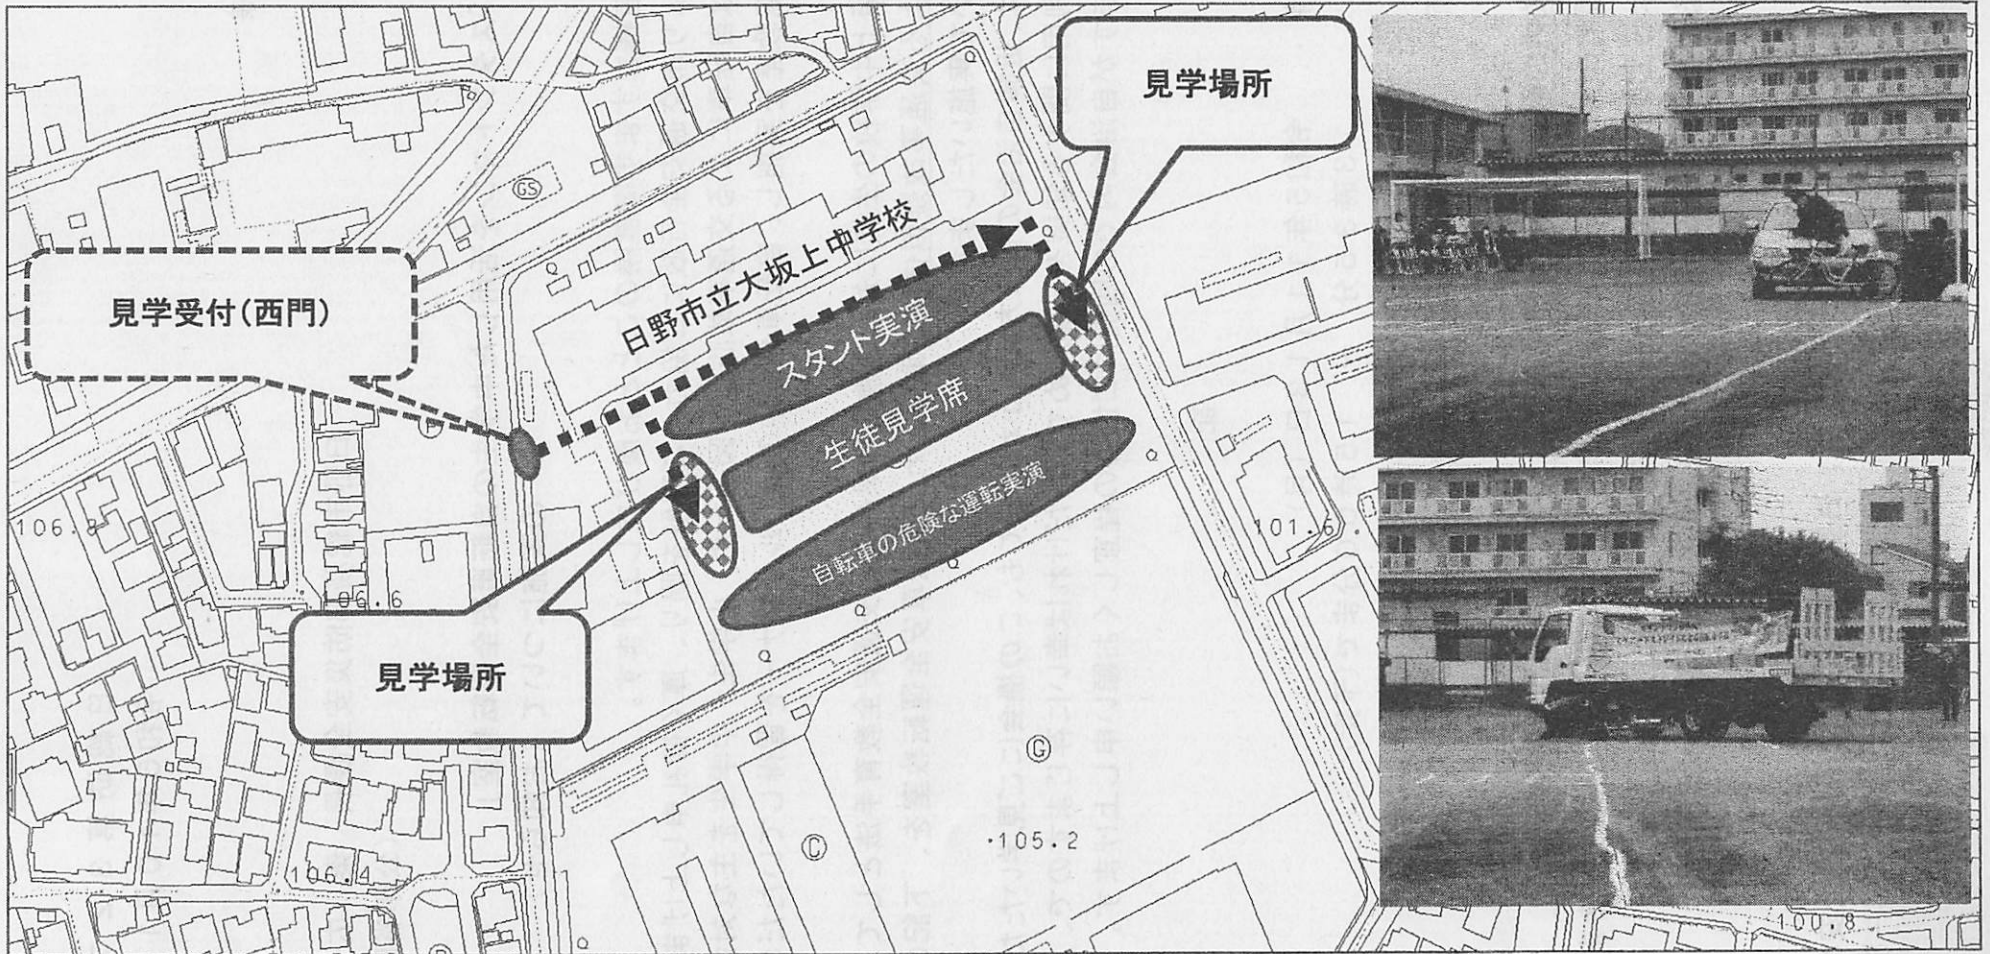 見学場所
GS
日野市立大坂上中学校
見学受付(西門)
スタント実演
生徒見学席
自転車の危険な運転実演
P
106.8
101.6
106.6
見学場所
G
C
105.2
106.4
100.8